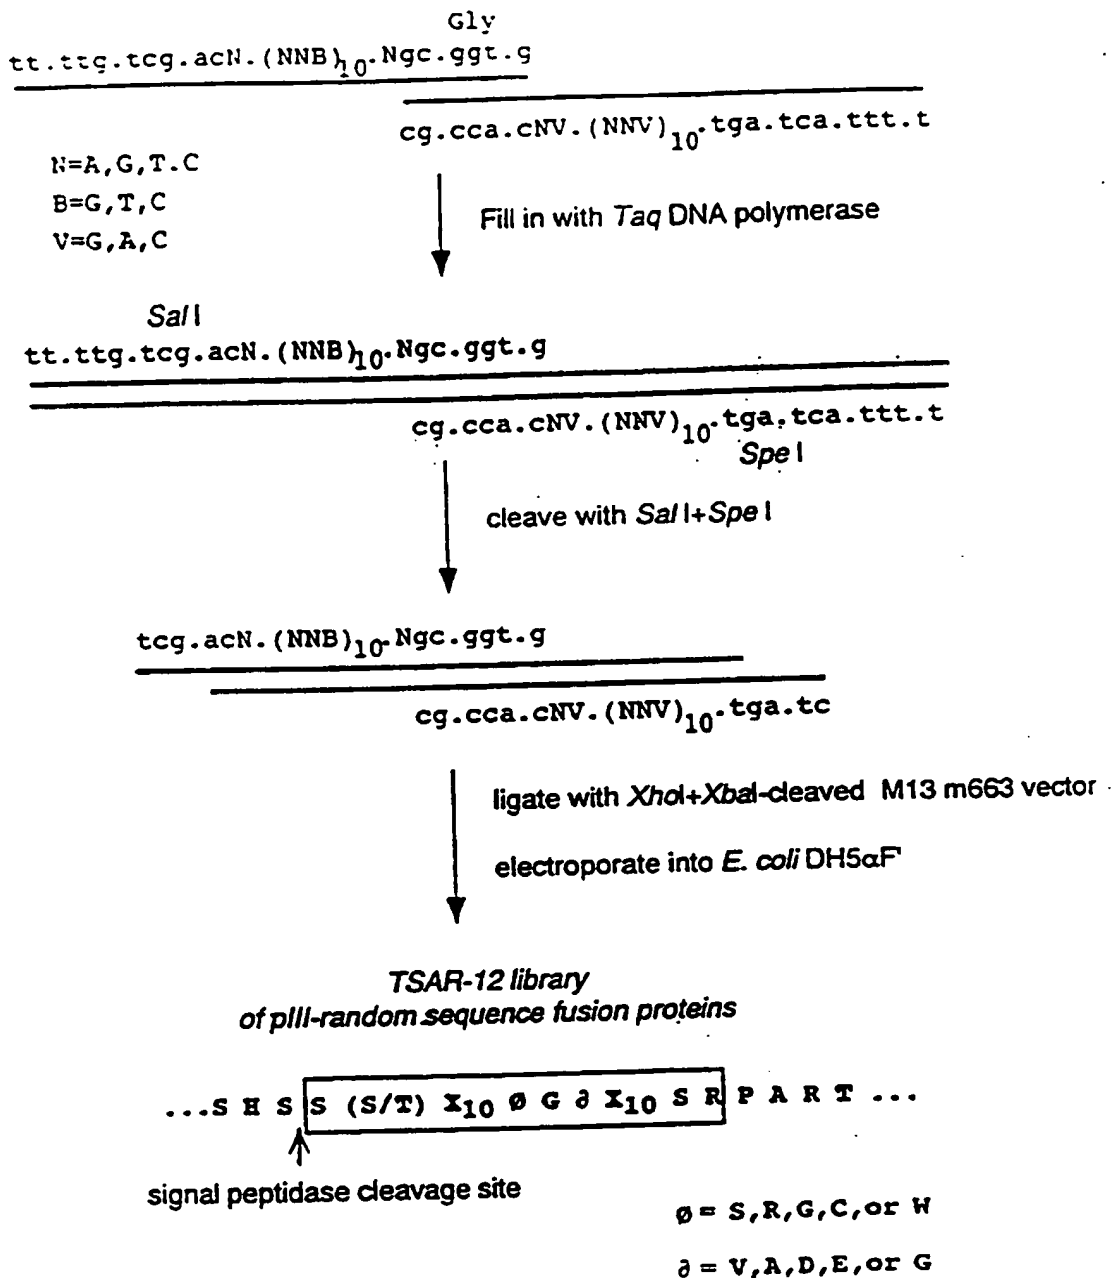 Gly
tt.ttg.tcg.acN.(NNB)10.Ngc.ggt.g
cg.cca.cNV.(NNV)10.tga.tca.ttt.t
N=A,G,T.C
B=G,T,C
V=G,A,C
Fill in with Taq DNA polymerase
Sal I
tt.ttg.tcg.acN.(NNB)10.Ngc.ggt.g
cg.cca.cNV.(NNV)10.tga.tca.ttt.t
Spe I
cleave with Sal I+Spe I
tcg.acN.(NNB)10.Ngc.ggt.g
cg.cca.cNV.(NNV)10.tga.tc
ligate with XhoI+XbaI-cleaved M13 m663 vector
electroporate into E. coli DH5αF'
TSAR-12 library
of pIII-random sequence fusion proteins
...S H S S (S/T) X10 ø G ∂ X10 S R P A R T ...
signal peptidase cleavage site
ø = S,R,G,C,or W
∂ = V,A,D,E,or G